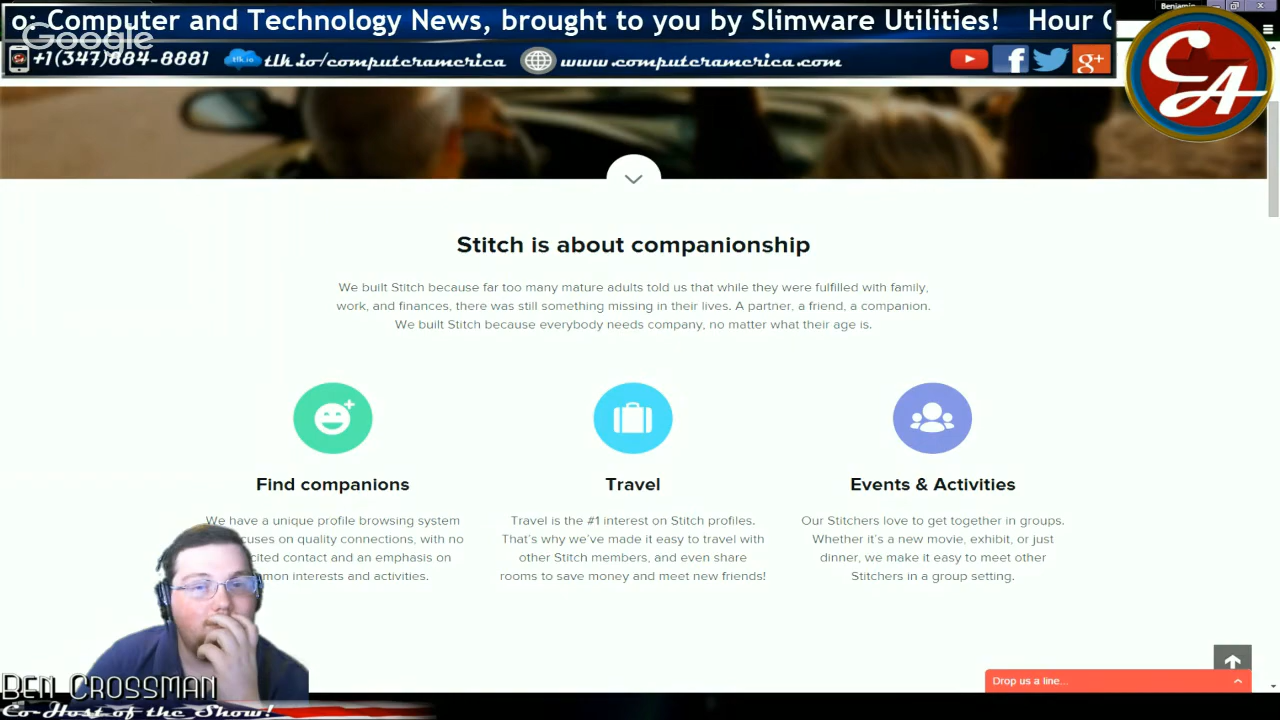 o: Computer and Technology News, brought to you by Slimware Utilities! Hour
Benjamin
Google
+1(347)884-8881 tlk.io tlk.io/computeramerica www.computeramerica.com
f g+
CA
Stitch is about companionship
We built Stitch because far too many mature adults told us that while they were fulfilled with family,
work, and finances, there was still something missing in their lives. A partner, a friend, a companion.
We built Stitch because everybody needs company, no matter what their age is.
Find companions
We have a unique profile browsing system
uses on quality connections, with no
cited contact and an emphasis on
mon interests and activities.
Travel
Travel is the #1 interest on Stitch profiles.
That's why we've made it easy to travel with
other Stitch members, and even share
rooms to save money and meet new friends!
Events & Activities
Our Stitchers love to get together in groups.
Whether it's a new movie, exhibit, or just
dinner, we make it easy to meet other
Stitchers in a group setting.
Drop us a line...
BEN CROSSMAN
Co-Host of the Show!